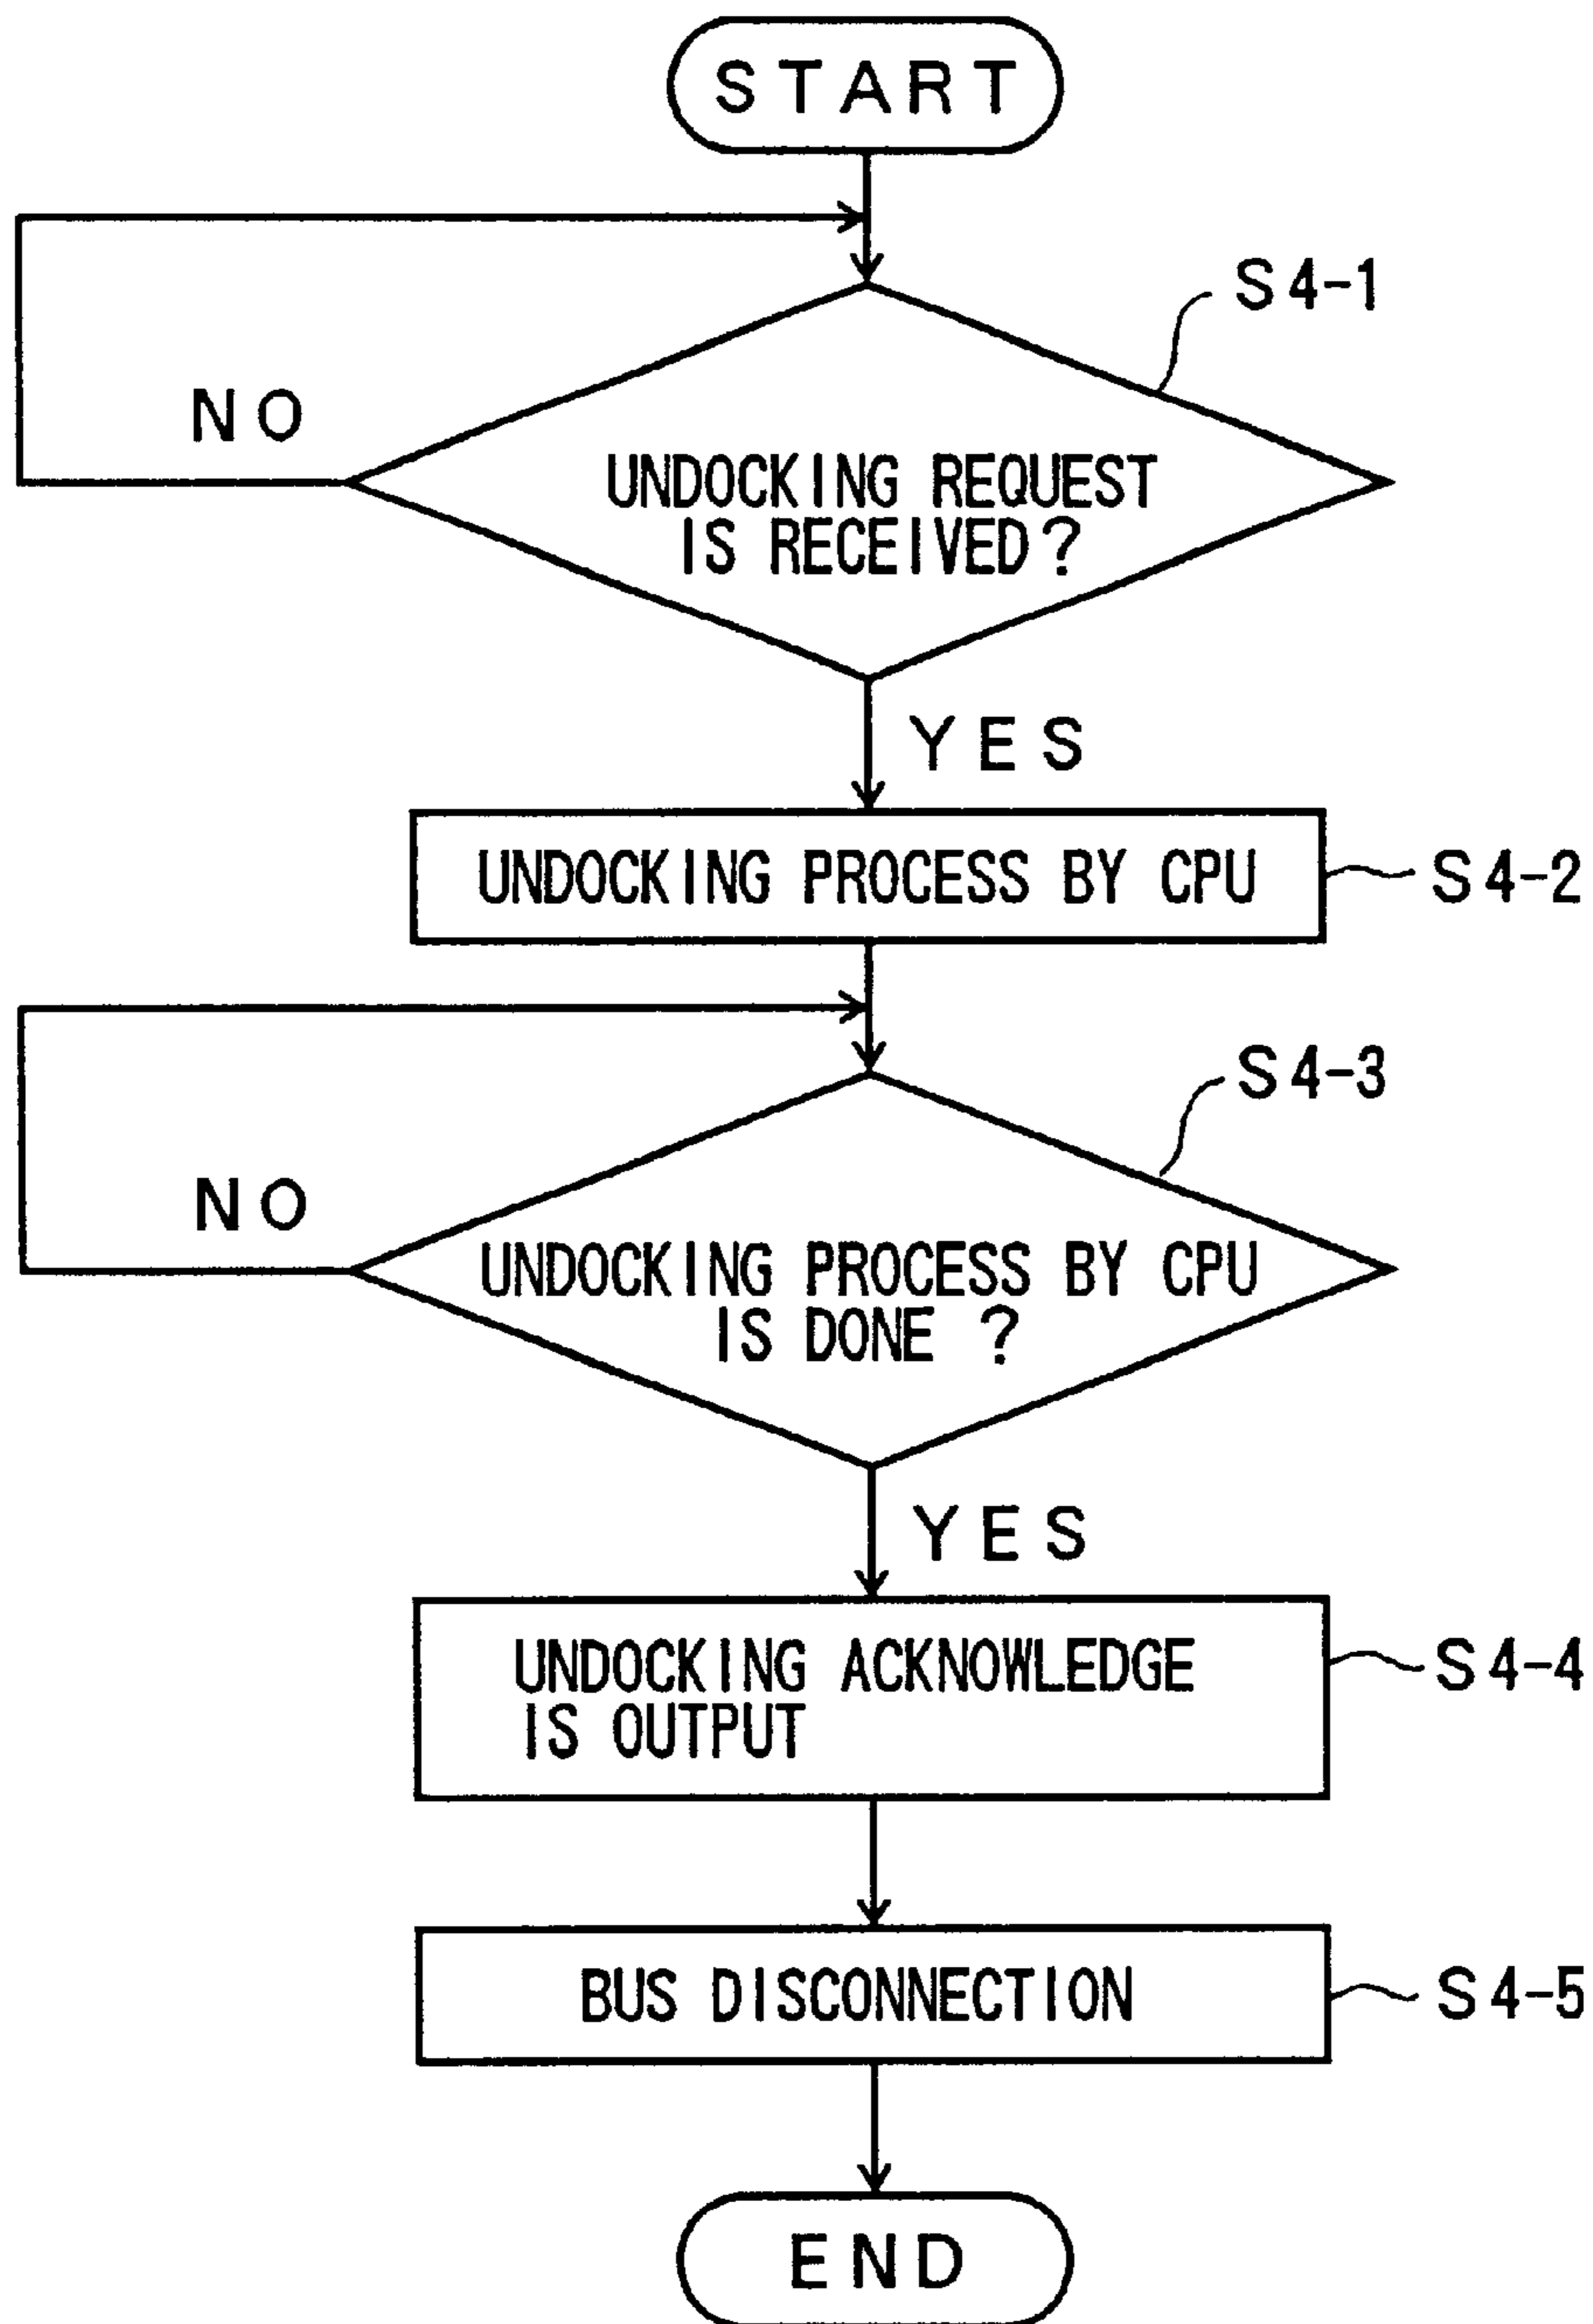 START
S4-1
NO
UNDOCKING REQUEST
IS RECEIVED?
YES
UNDOCKING PROCESS BY CPU
S4-2
S4-3
NO
UNDOCKING PROCESS BY CPU
IS DONE ?
YES
UNDOCKING ACKNOWLEDGE
IS OUTPUT
S4-4
BUS DISCONNECTION
S4-5
END